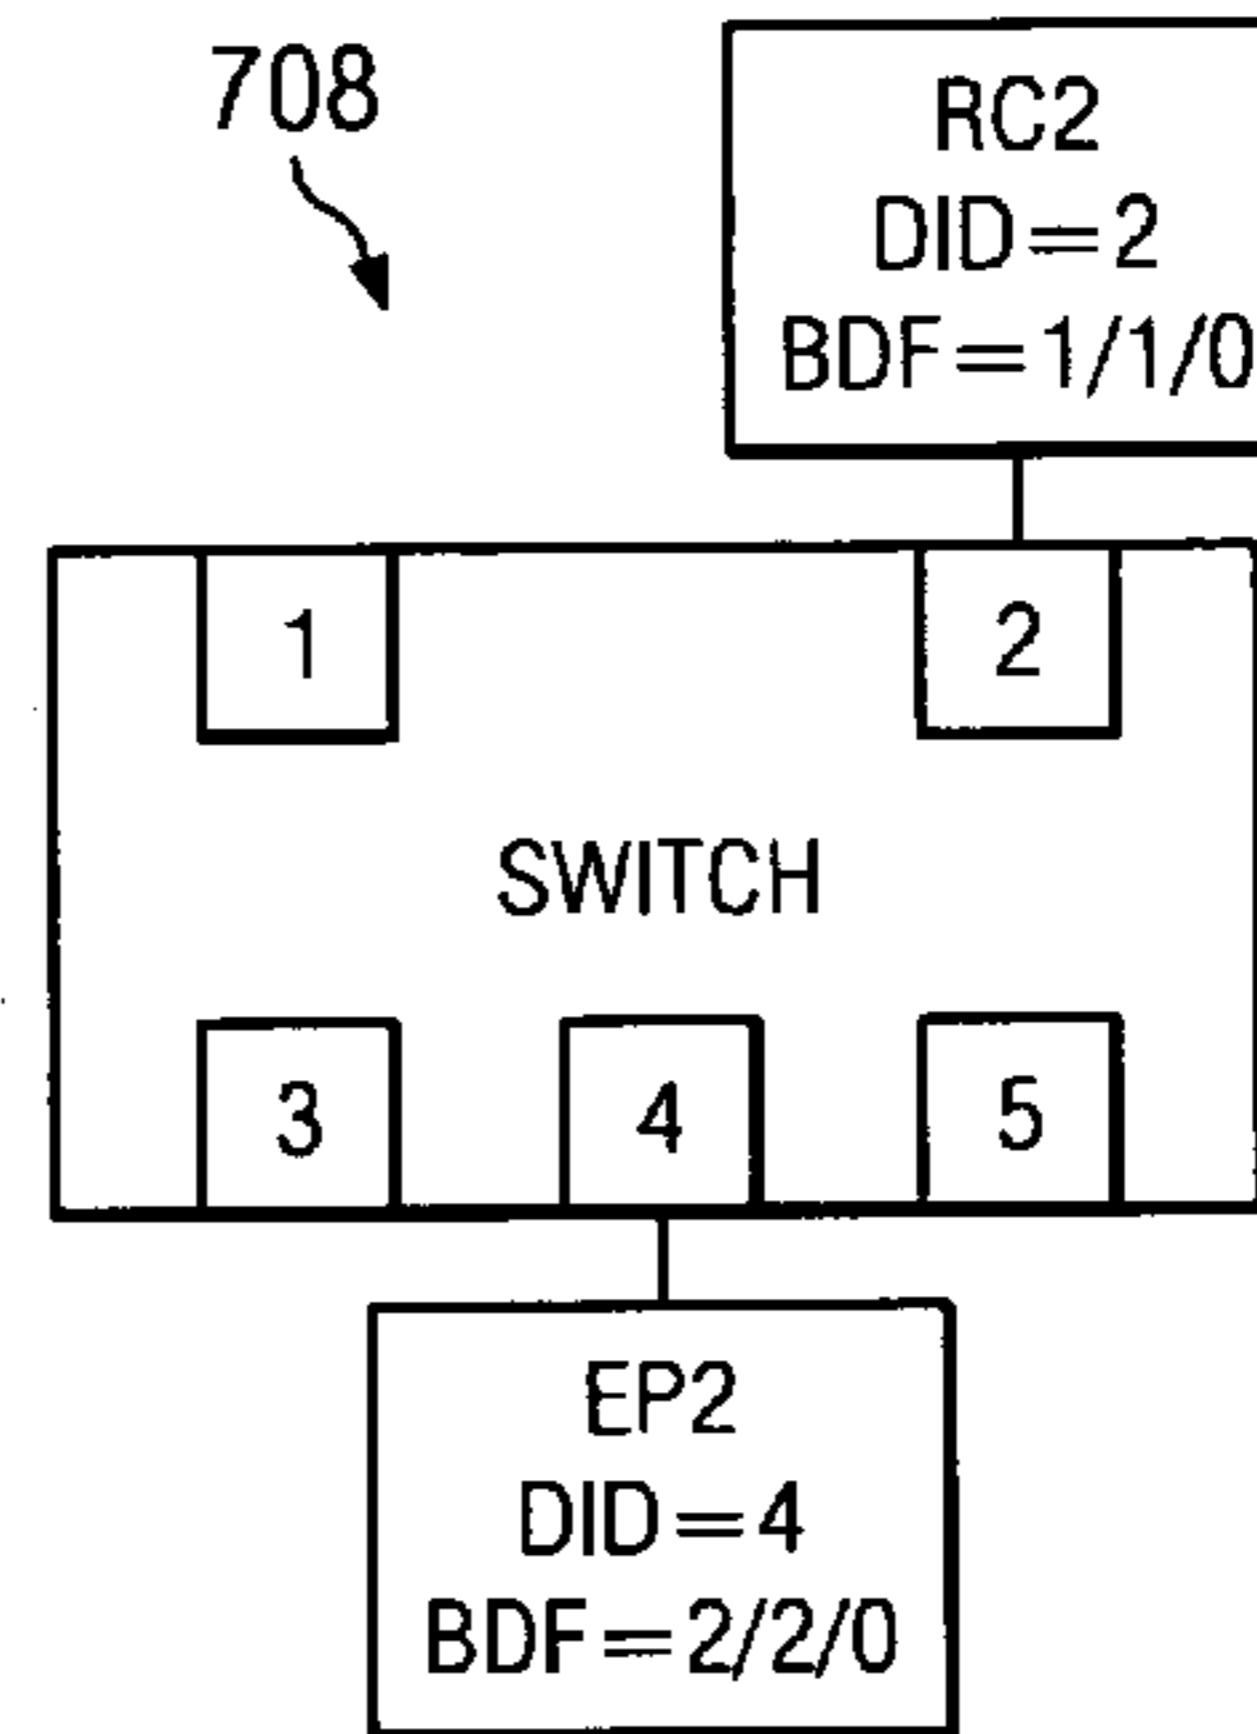 708
RC2
DID=2
BDF=1/1/0
1
2
SWITCH
3
4
5
EP2
DID=4
BDF=2/2/0